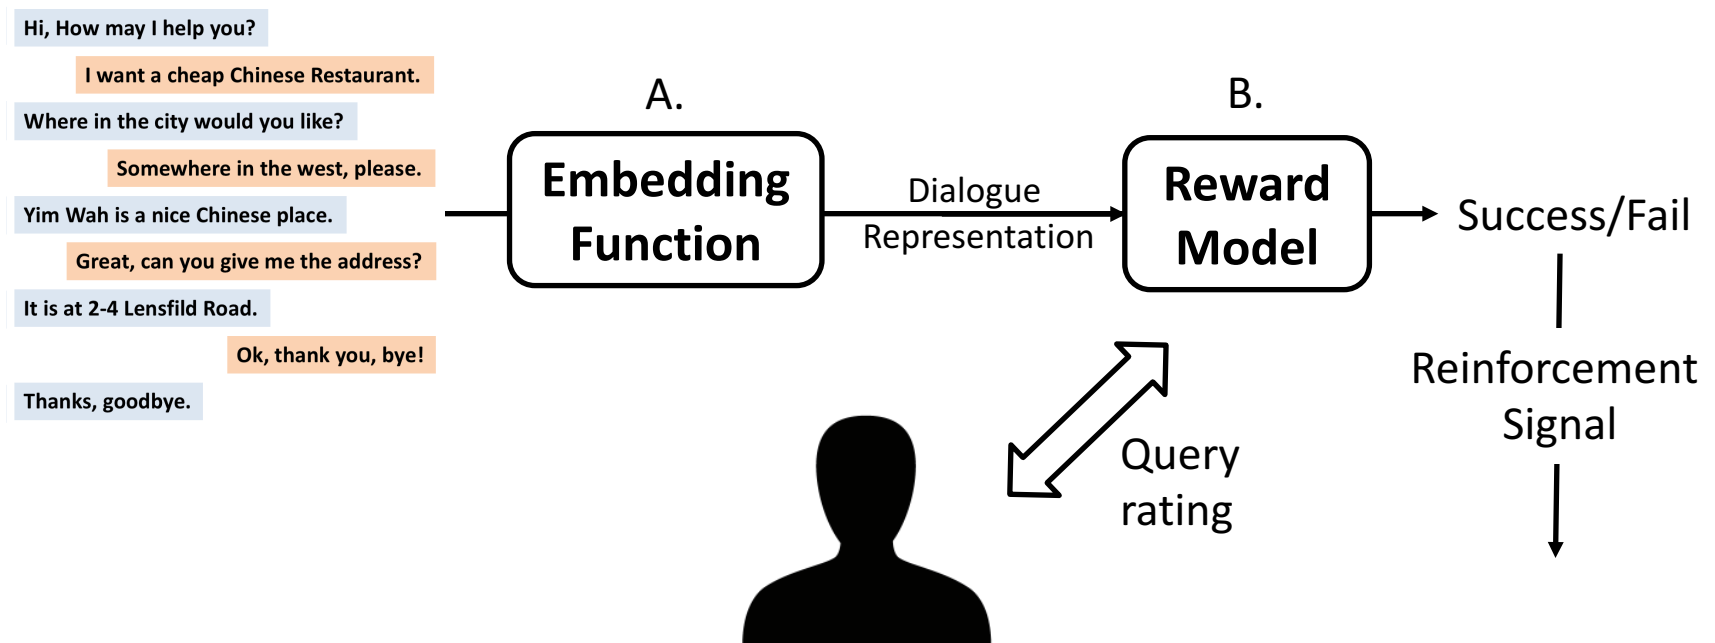 Hi, How may I help you?
I want a cheap Chinese Restaurant.
Where in the city would you like?
Somewhere in the west, please.
Yim Wah is a nice Chinese place.
Great, can you give me the address?
It is at 2-4 Lensfild Road.
Ok, thank you, bye!
Thanks, goodbye.
A.
Embedding
Function
Dialogue
Representation
B.
Reward
Model
Success/Fail
Reinforcement
Signal
Query
rating